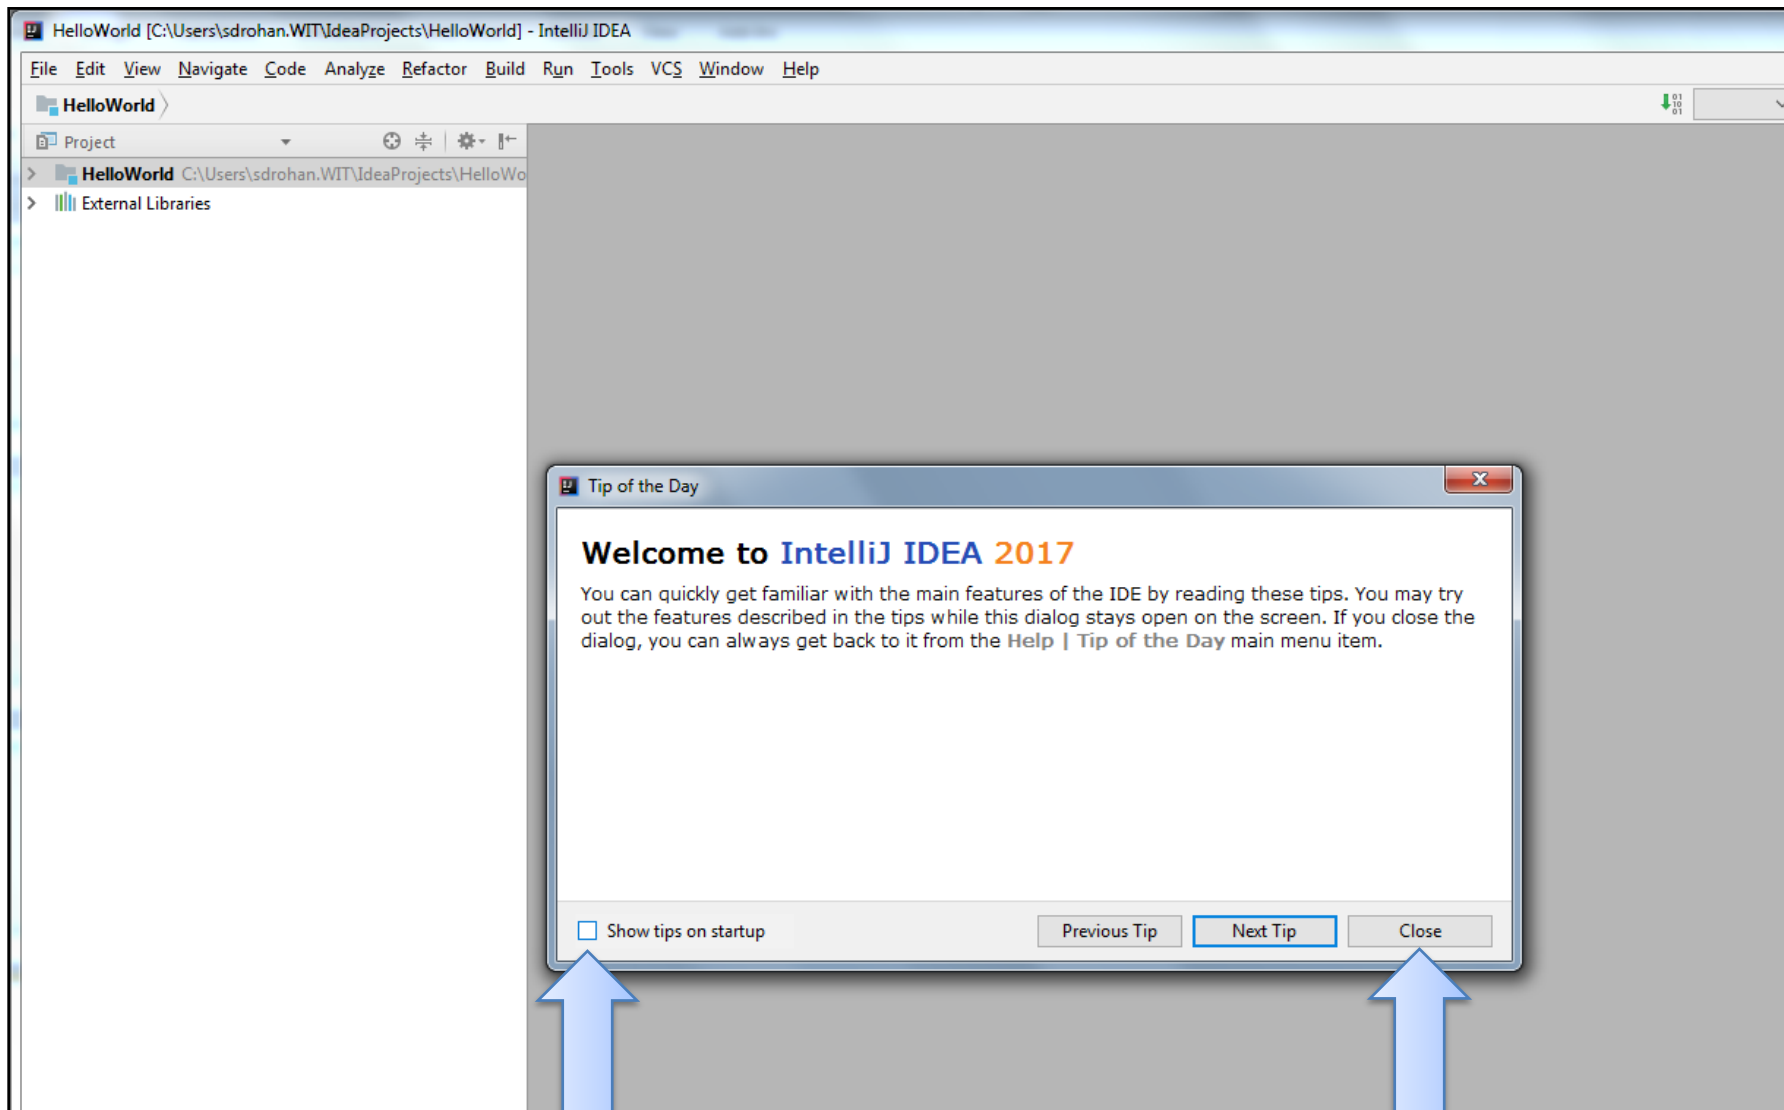 HelloWorld [C:\Users\sdrohan.WIT\IdeaProjects\HelloWorld] - IntelliJ IDEA
File Edit View Navigate Code Analyze Refactor Build Run Tools VCS Window Help
HelloWorld
Project
HelloWorld C:\Users\sdrohan.WIT\IdeaProjects\HelloWo
External Libraries
Tip of the Day
Welcome to IntelliJ IDEA 2017
You can quickly get familiar with the main features of the IDE by reading these tips. You may try
out the features described in the tips while this dialog stays open on the screen. If you close the
dialog, you can always get back to it from the Help | Tip of the Day main menu item.
Show tips on startup Previous Tip Next Tip Close